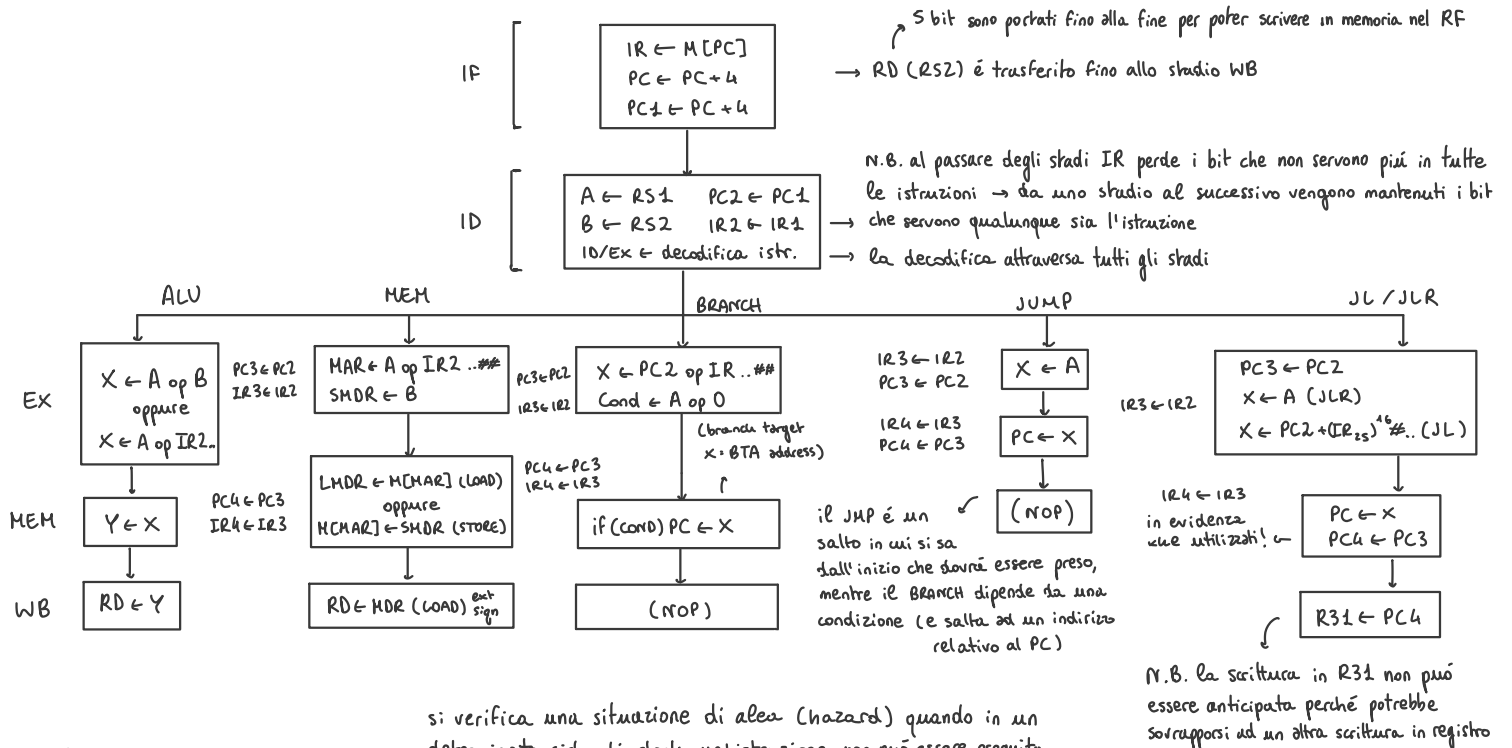 5 bit sono portati fino alla fine per poter scrivere in memoria nel RF
IF
IR ← M[PC]
PC ← PC + 4
PC1 ← PC + 4
→ RD (RS2) é trasferito fino allo stadio WB
N.B. al passare degli stadi IR perde i bit che non servono piú in tutte
le istruzioni → da uno stadio al successivo vengono mantenuti i bit
→ che servono qualunque sia l'istruzione
→ la decodifica attraversa tutti gli stadi
ID
A ← RS1 PC2 ← PC1
B ← RS2 IR2 ← IR1
ID/EX ← decodifica istr.
ALU
MEM
BRANCH
JUMP
JL / JLR
EX
X ← A op B
oppure
X ← A op IR2..
PC3 ← PC2
IR3 ← IR2
MAR ← A op IR2 ..##
SMDR ← B
PC3 ← PC2
IR3 ← IR2
X ← PC2 op IR ..##
Cond ← A op 0
(branch target
X = BTA address)
IR3 ← IR2
PC3 ← PC2
X ← A
IR3 ← IR2
PC3 ← PC2
X ← A (JLR)
X ← PC2 + (IR25)^16 #.. (JL)
MEM
Y ← X
PC4 ← PC3
IR4 ← IR3
LMDR ← M[MAR] (LOAD)
oppure
M[MAR] ← SMDR (STORE)
PC4 ← PC3
IR4 ← IR3
if (COND) PC ← X
IR4 ← IR3
PC4 ← PC3
PC ← X
IR4 ← IR3
in evidenza
utilizzati!
PC ← X
PC4 ← PC3
WB
RD ← Y
RD ← MDR (LOAD) ext sign
(NOP)
(NOP)
R31 ← PC4
il JMP é un
salto in cui si sa
dall'inizio che dovrá essere preso,
mentre il BRANCH dipende da una
condizione (e salta ad un indirizzo
relativo al PC)
N.B. la scrittura in R31 non puó
essere anticipata perché potrebbe
sovrapporsi ad un altra scrittura in registro
si verifica una situazione di alea (hazard) quando in un